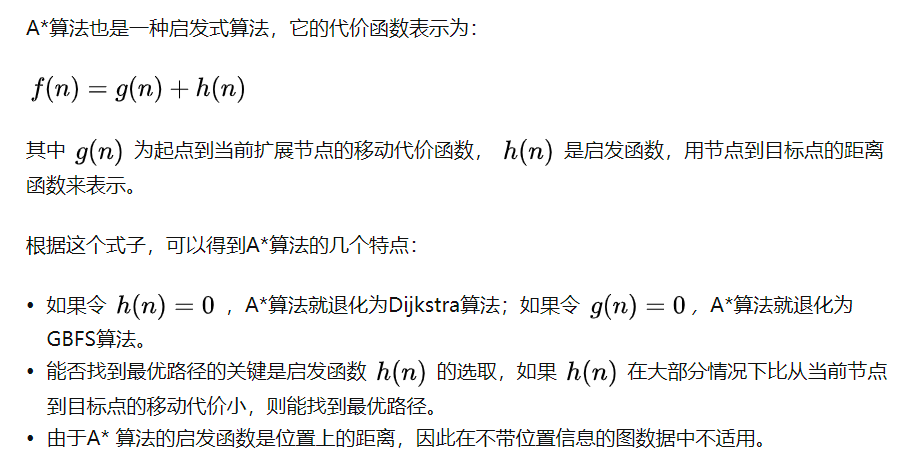 A*算法也是一种启发式算法，它的代价函数表示为：
f(n) = g(n) + h(n)
其中 g(n) 为起点到当前扩展节点的移动代价函数， h(n) 是启发函数，用节点到目标点的距离
函数来表示。
根据这个式子，可以得到A*算法的几个特点：
• 如果令 h(n) = 0 ，A*算法就退化为Dijkstra算法；如果令 g(n) = 0 ，A*算法就退化为
GBFS算法。
• 能否找到最优路径的关键是启发函数 h(n) 的选取，如果 h(n) 在大部分情况下比从当前节点
到目标点的移动代价小，则能找到最优路径。
• 由于A* 算法的启发函数是位置上的距离，因此在不带位置信息的图数据中不适用。